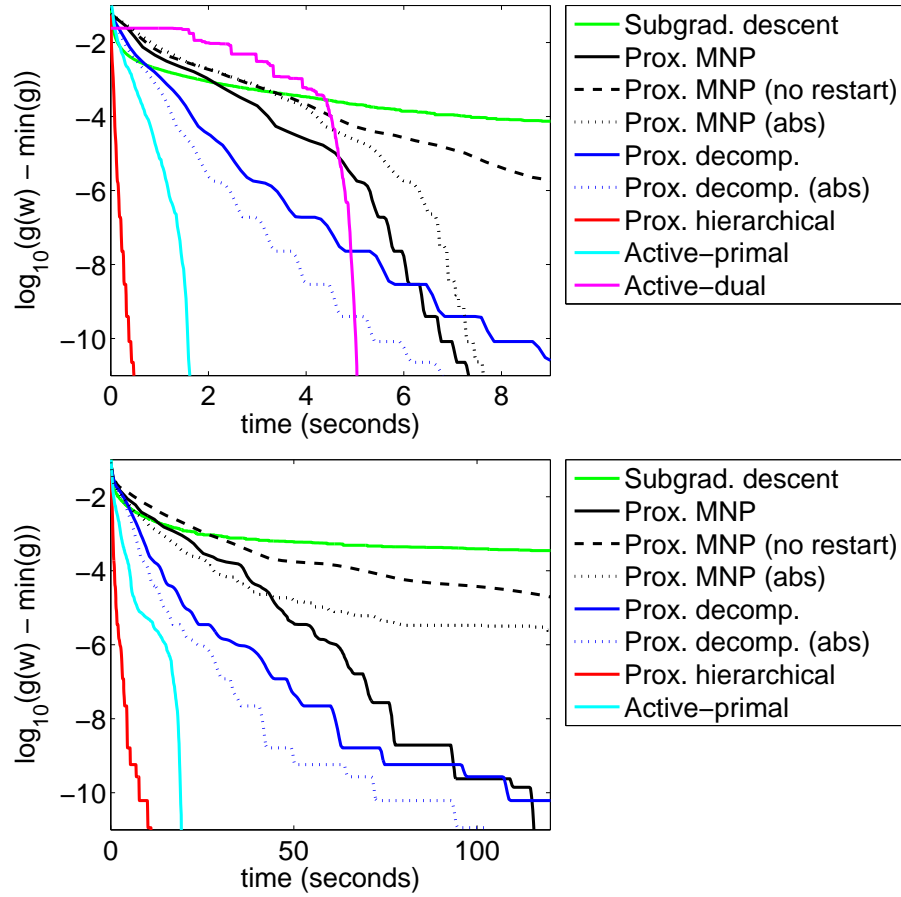 −2
−4
−6
−8
−10
0
2
4
6
8
time (seconds)
log10(g(w) − min(g))
Subgrad. descent
Prox. MNP
Prox. MNP (no restart)
Prox. MNP (abs)
Prox. decomp.
Prox. decomp. (abs)
Prox. hierarchical
Active−primal
Active−dual
−2
−4
−6
−8
−10
0
50
100
time (seconds)
log10(g(w) − min(g))
Subgrad. descent
Prox. MNP
Prox. MNP (no restart)
Prox. MNP (abs)
Prox. decomp.
Prox. decomp. (abs)
Prox. hierarchical
Active−primal